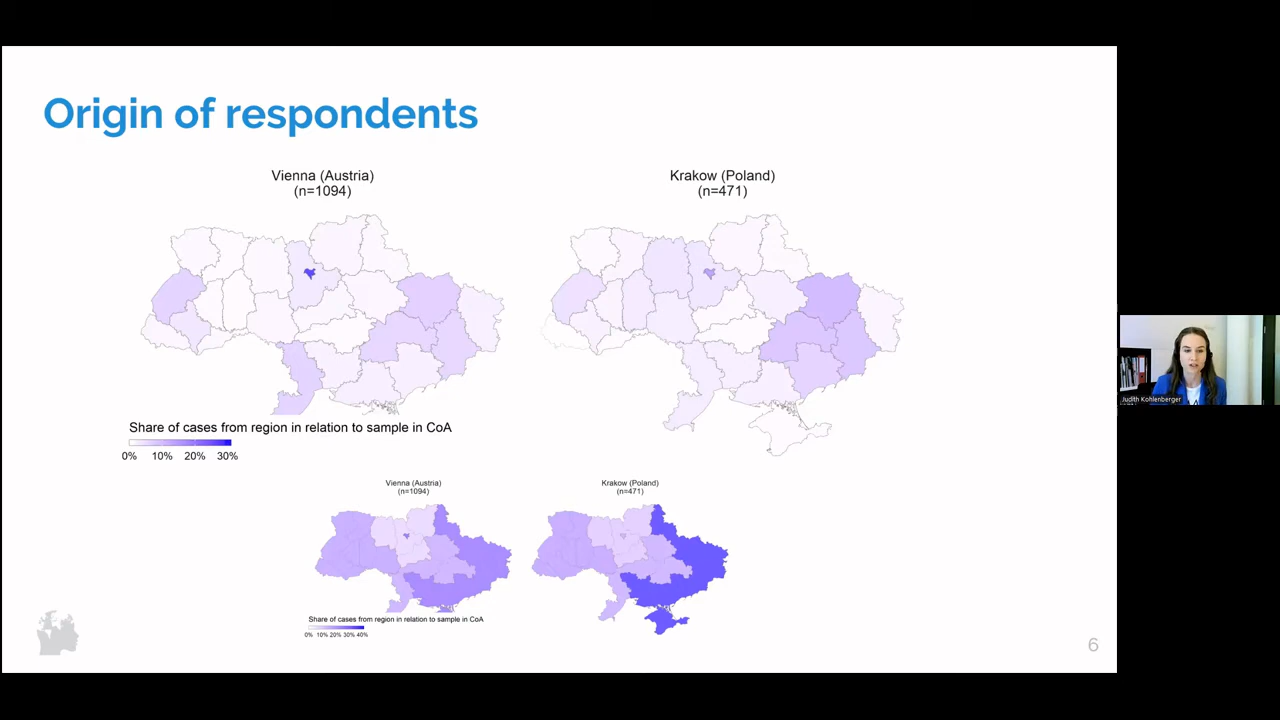 Origin of respondents
Vienna (Austria)
(n=1094)
Krakow (Poland)
(n=471)
Share of cases from region in relation to sample in CoA
0% 10% 20% 30%
Vienna (Austria)
(n=1094)
Krakow (Poland)
(n=471)
Share of cases from region in relation to sample in CoA
0% 10% 20% 30% 40%
6
Judith Kohlenberger